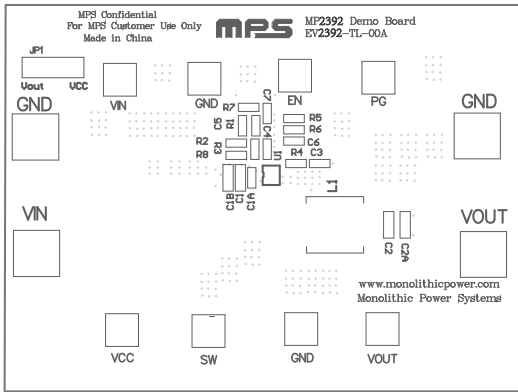 MPS Confidential
For MPS Customer Use Only
Made in China
MPS
MP2392 Demo Board
EV2392-TL-00A
JP1
Vout VCC
VIN
GND
EN
PG
GND
GND
C7
R7
C5
R1
R5
R6
C6
R2
R3
C4
U1
R8
R4
C3
C1B
C1
C1A
L1
VIN
VOUT
C2
C2A
www.monolithicpower.com
Monolithic Power Systems
VCC
SW
GND
VOUT